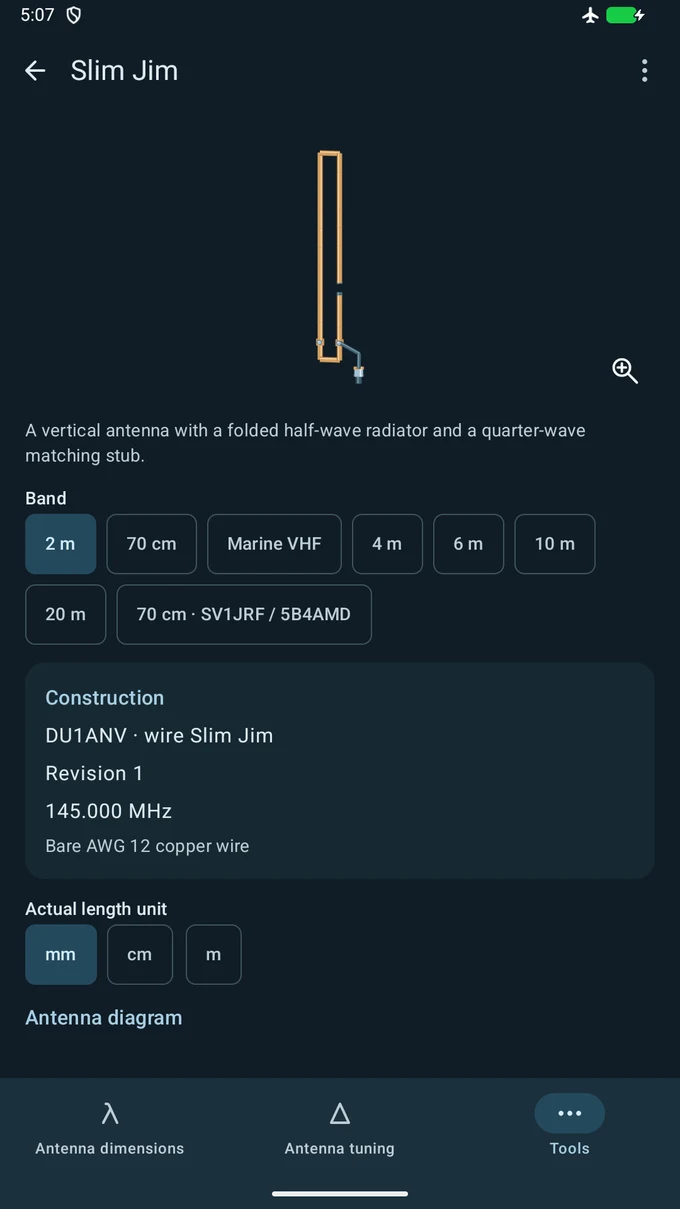 5:07
Slim Jim
A vertical antenna with a folded half-wave radiator and a quarter-wave
matching stub.
Band
2 m
70 cm
Marine VHF
4 m
6 m
10 m
20 m
70 cm · SV1JRF / 5B4AMD
Construction
DU1ANV · wire Slim Jim
Revision 1
145.000 MHz
Bare AWG 12 copper wire
Actual length unit
mm
cm
m
Antenna diagram
λ
Δ
Antenna dimensions
Antenna tuning
Tools